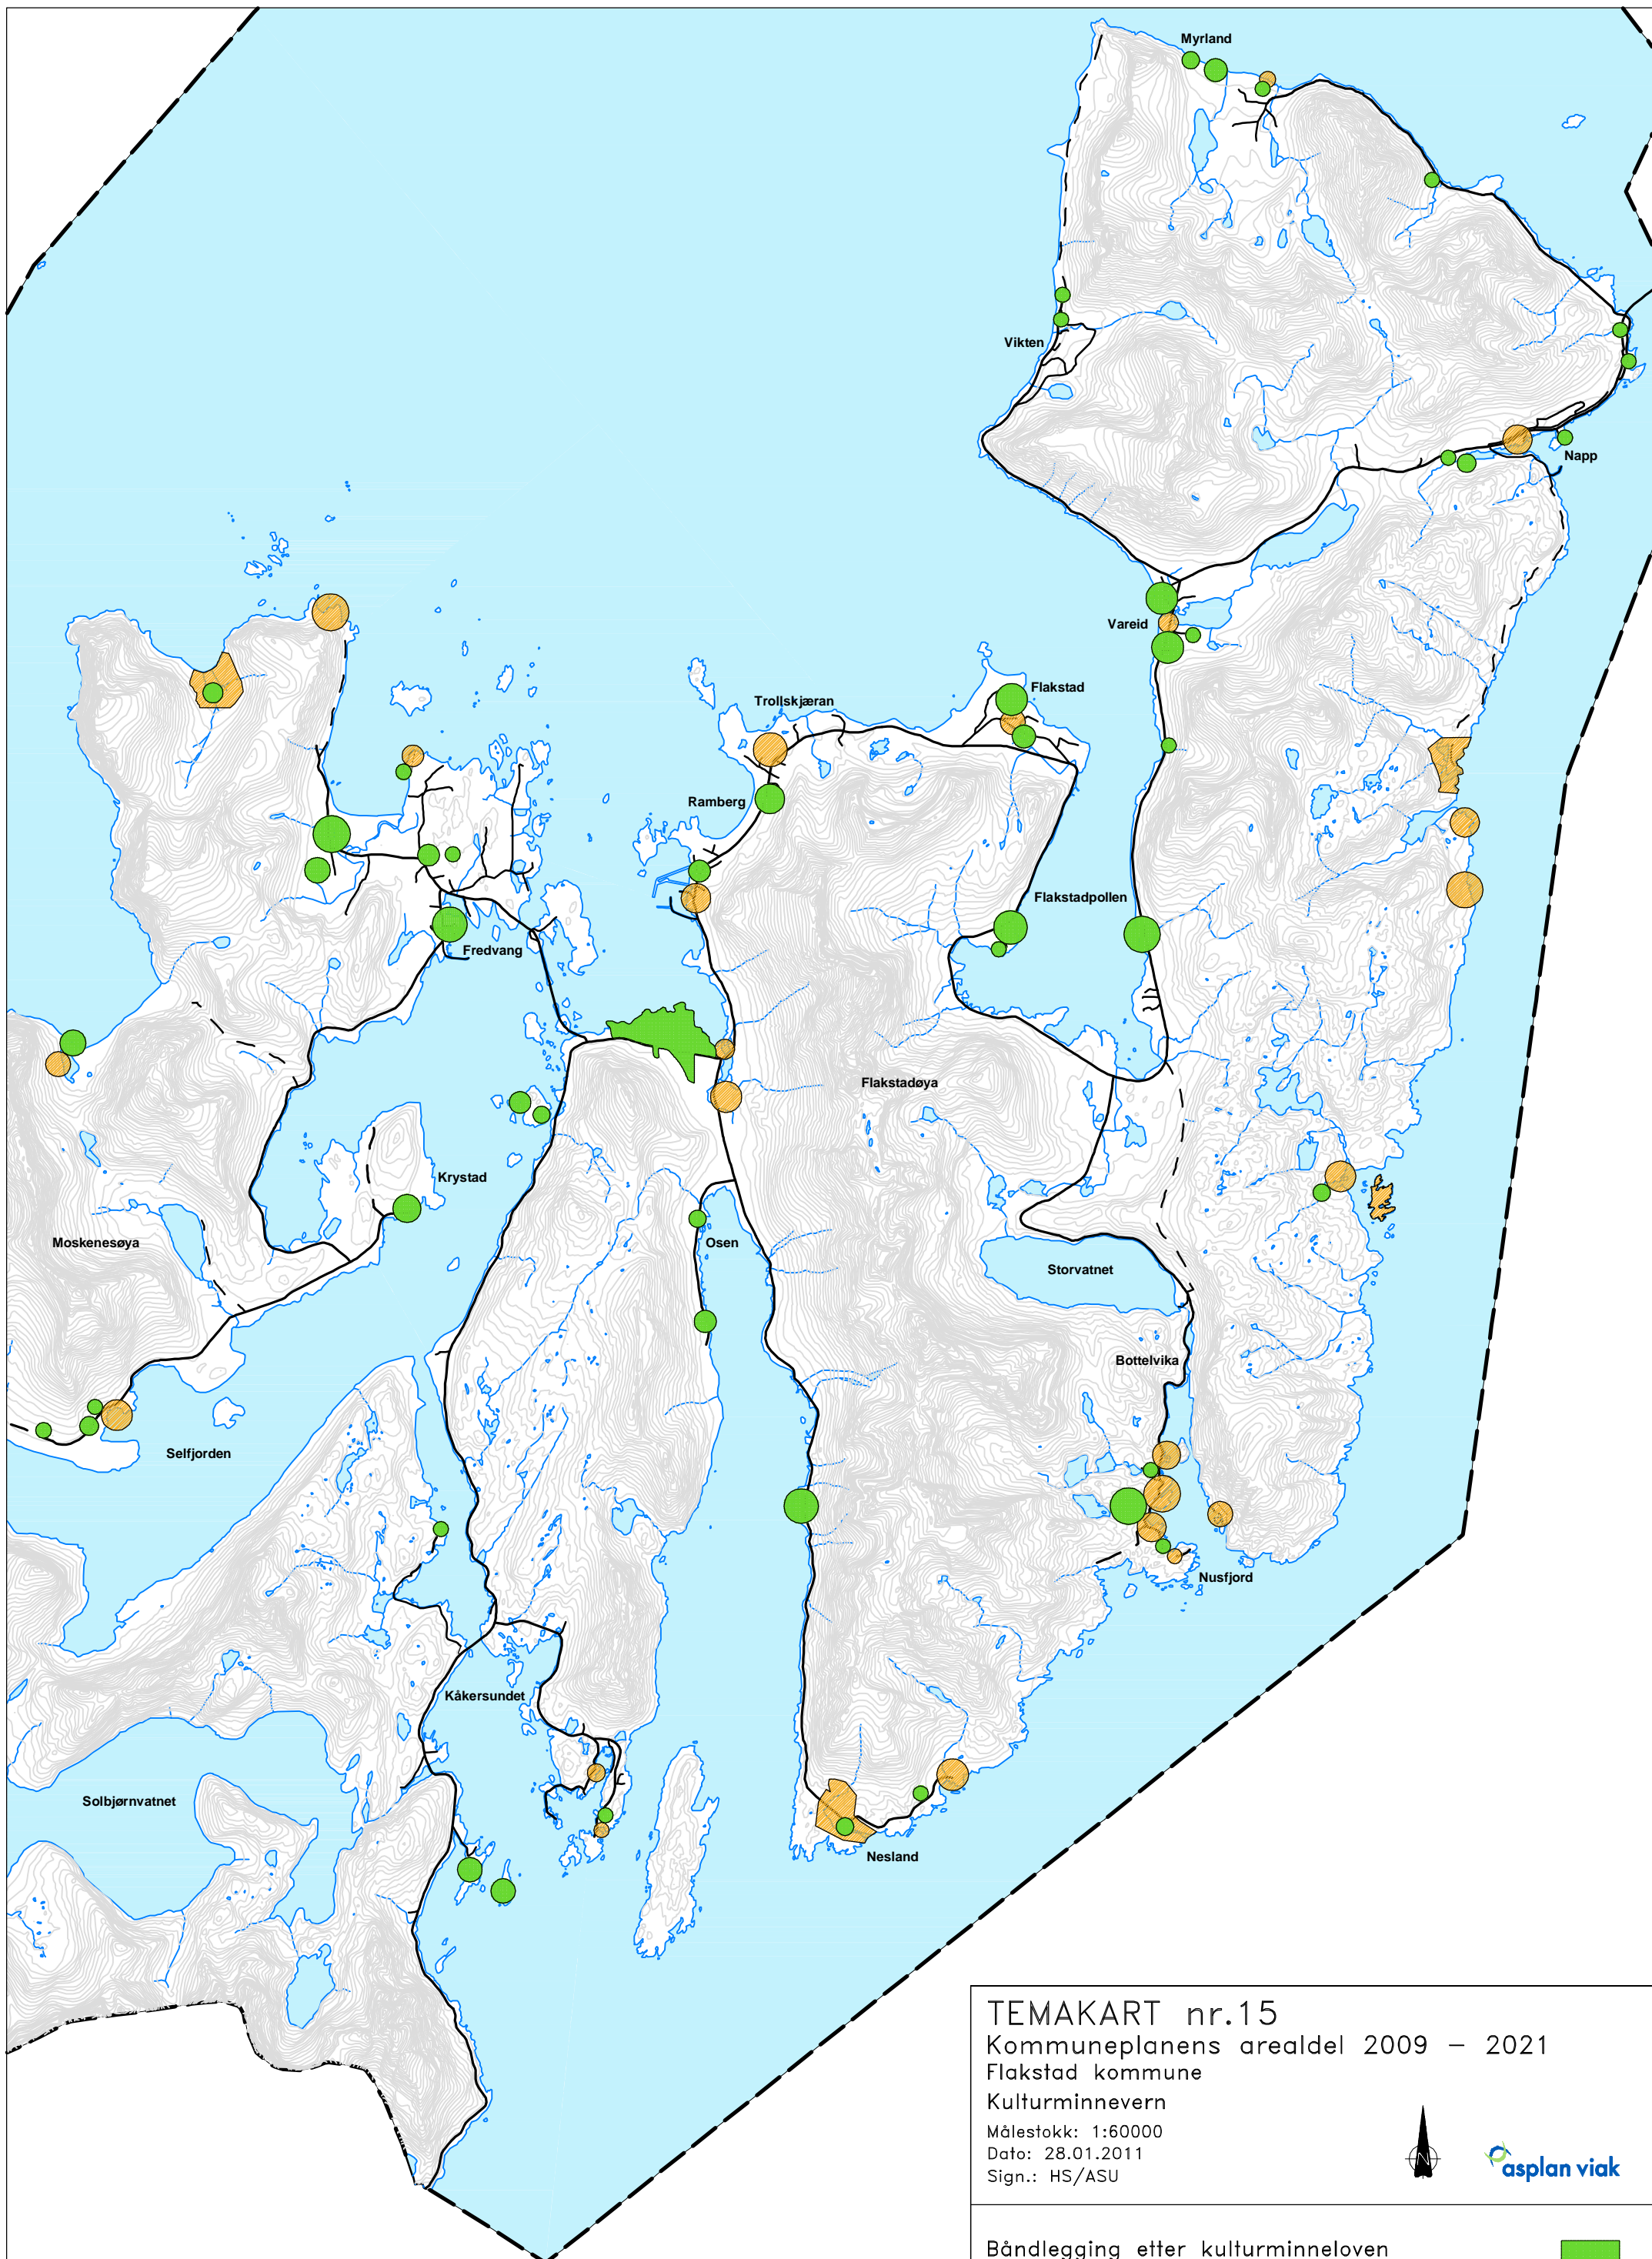 Myrland
Vikten
Napp
Vareid
Flakstad
Trollskjæran
Ramberg
Flakstadpollen
Fredvang
Flakstadøya
Krystad
Moskenesøya
Osen
Storvatnet
Bottelvika
Selfjorden
Nusfjord
Kåkersundet
Solbjørnvatnet
Nesland
TEMAKART nr.15
Kommuneplanens arealdel 2009 – 2021
Flakstad kommune
Kulturminnevern
Målestokk: 1:60000
Dato: 28.01.2011
Sign.: HS/ASU
N
asplan viak
Båndlegging etter kulturminneloven